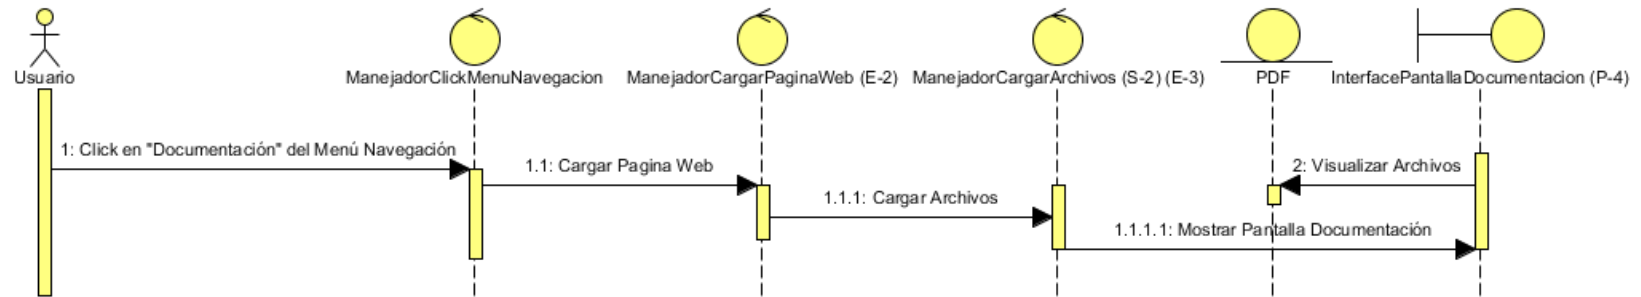 Usuario
ManejadorClickMenuNavegacion
ManejadorCargarPaginaWeb (E-2)
ManejadorCargarArchivos (S-2) (E-3)
PDF
InterfacePantallaDocumentacion (P-4)
1: Click en "Documentación" del Menú Navegación
1.1: Cargar Pagina Web
2: Visualizar Archivos
1.1.1: Cargar Archivos
1.1.1.1: Mostrar Pantalla Documentación